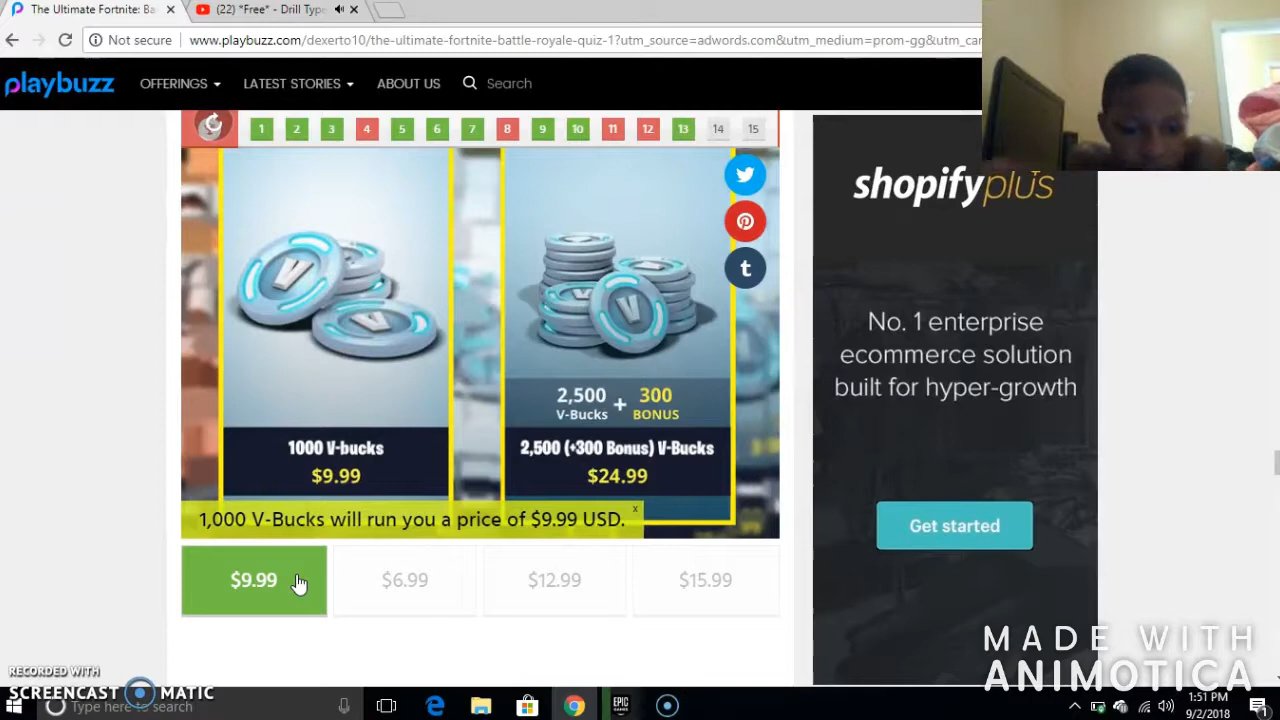 The Ultimate Fortnite: Ba
(22) *Free* - Drill Type
Not secure
www.playbuzz.com/dexerto10/the-ultimate-fortnite-battle-royale-quiz-1?utm_source=adwords.com&utm_medium=prom-gg&utm_can
playbuzz
OFFERINGS
LATEST STORIES
ABOUT US
Search
1 2 3 4 5 6 7 8 9 10 11 12 13 14 15
shopifyplus
t
V V
V
2,500 + 300
V-Bucks BONUS
1000 V-bucks
$9.99
2,500 (+300 Bonus) V-Bucks
$24.99
1,000 V-Bucks will run you a price of $9.99 USD.
x
$9.99
$6.99
$12.99
$15.99
No. 1 enterprise
ecommerce solution
built for hyper-growth
Get started
MADE WITH
ANIMOTICA
RECORDED WITH
SCREENCAST MATIC
Type here to search
EPIC
GAMES
1:51 PM
9/2/2018
1